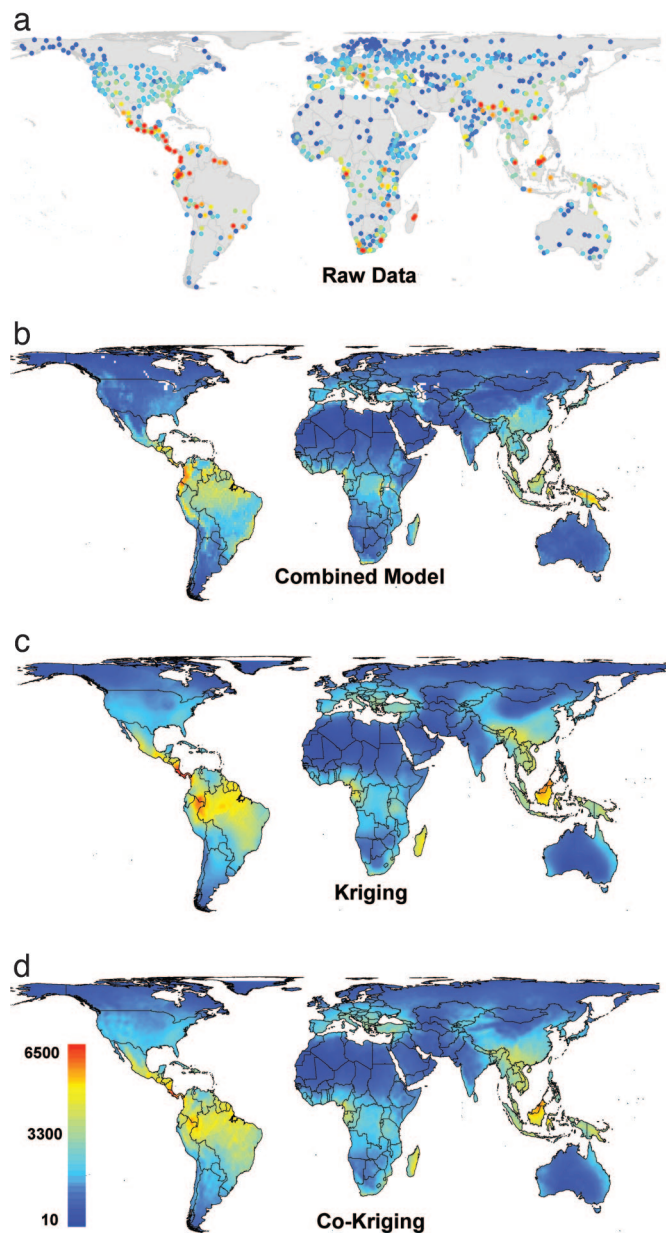 a
Raw Data
b
Combined Model
c
Kriging
d
6500
3300
10
Co-Kriging